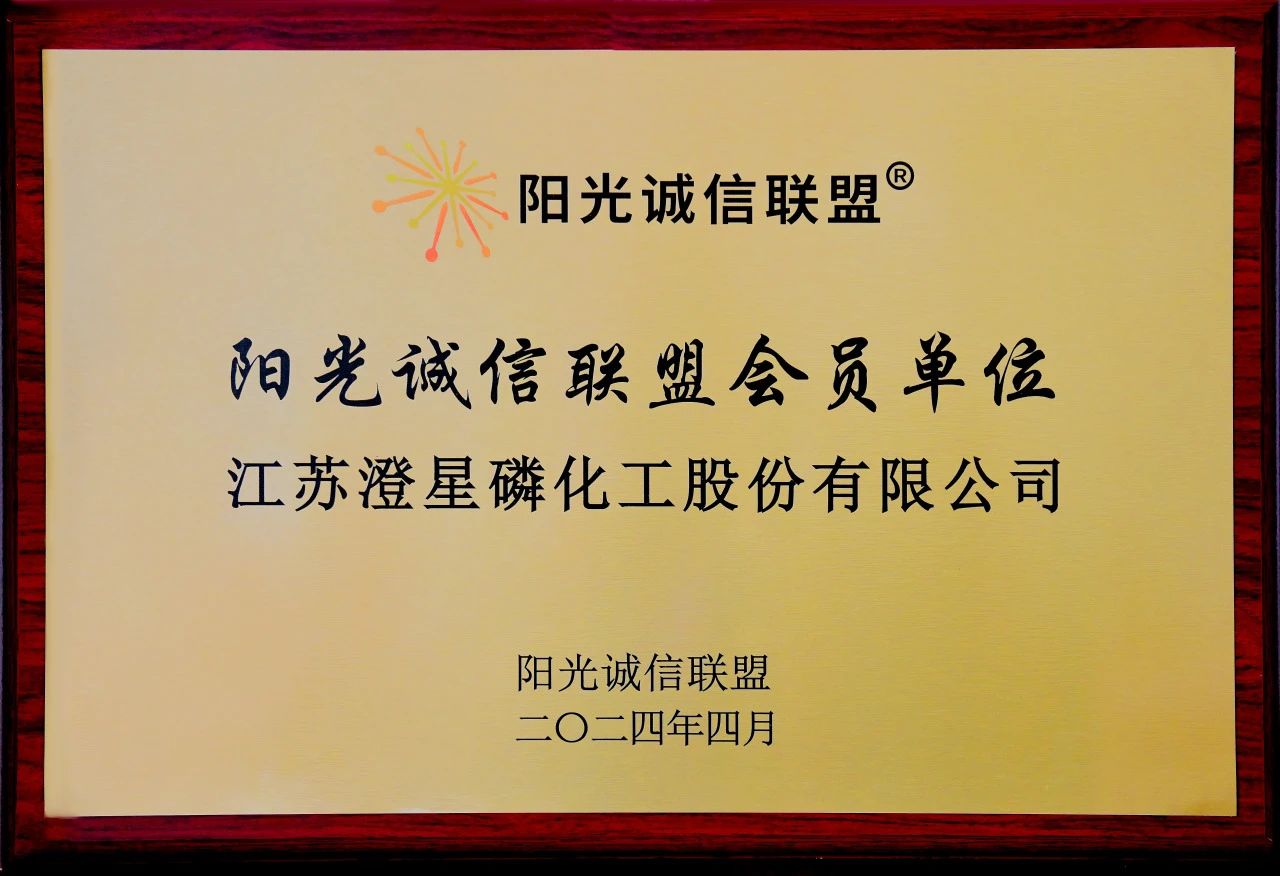 阳光诚信联盟®
阳光诚信联盟会员单位
江苏澄星磷化工股份有限公司
阳光诚信联盟
二〇二四年四月